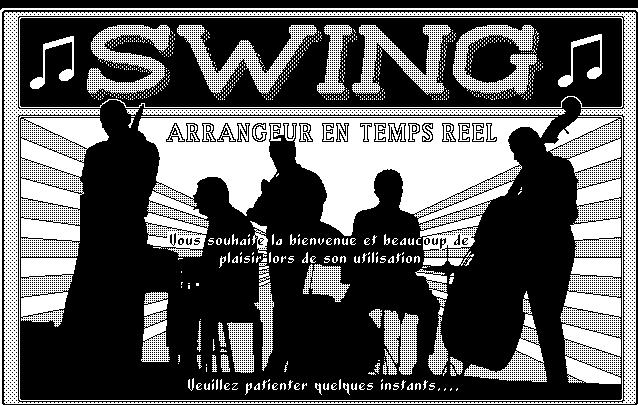 SWING
ARRANGEUR EN TEMPS REEL
Vous souhaite la bienvenue et beaucoup de
plaisir lors de son utilisation
Veuillez patienter quelques instants....